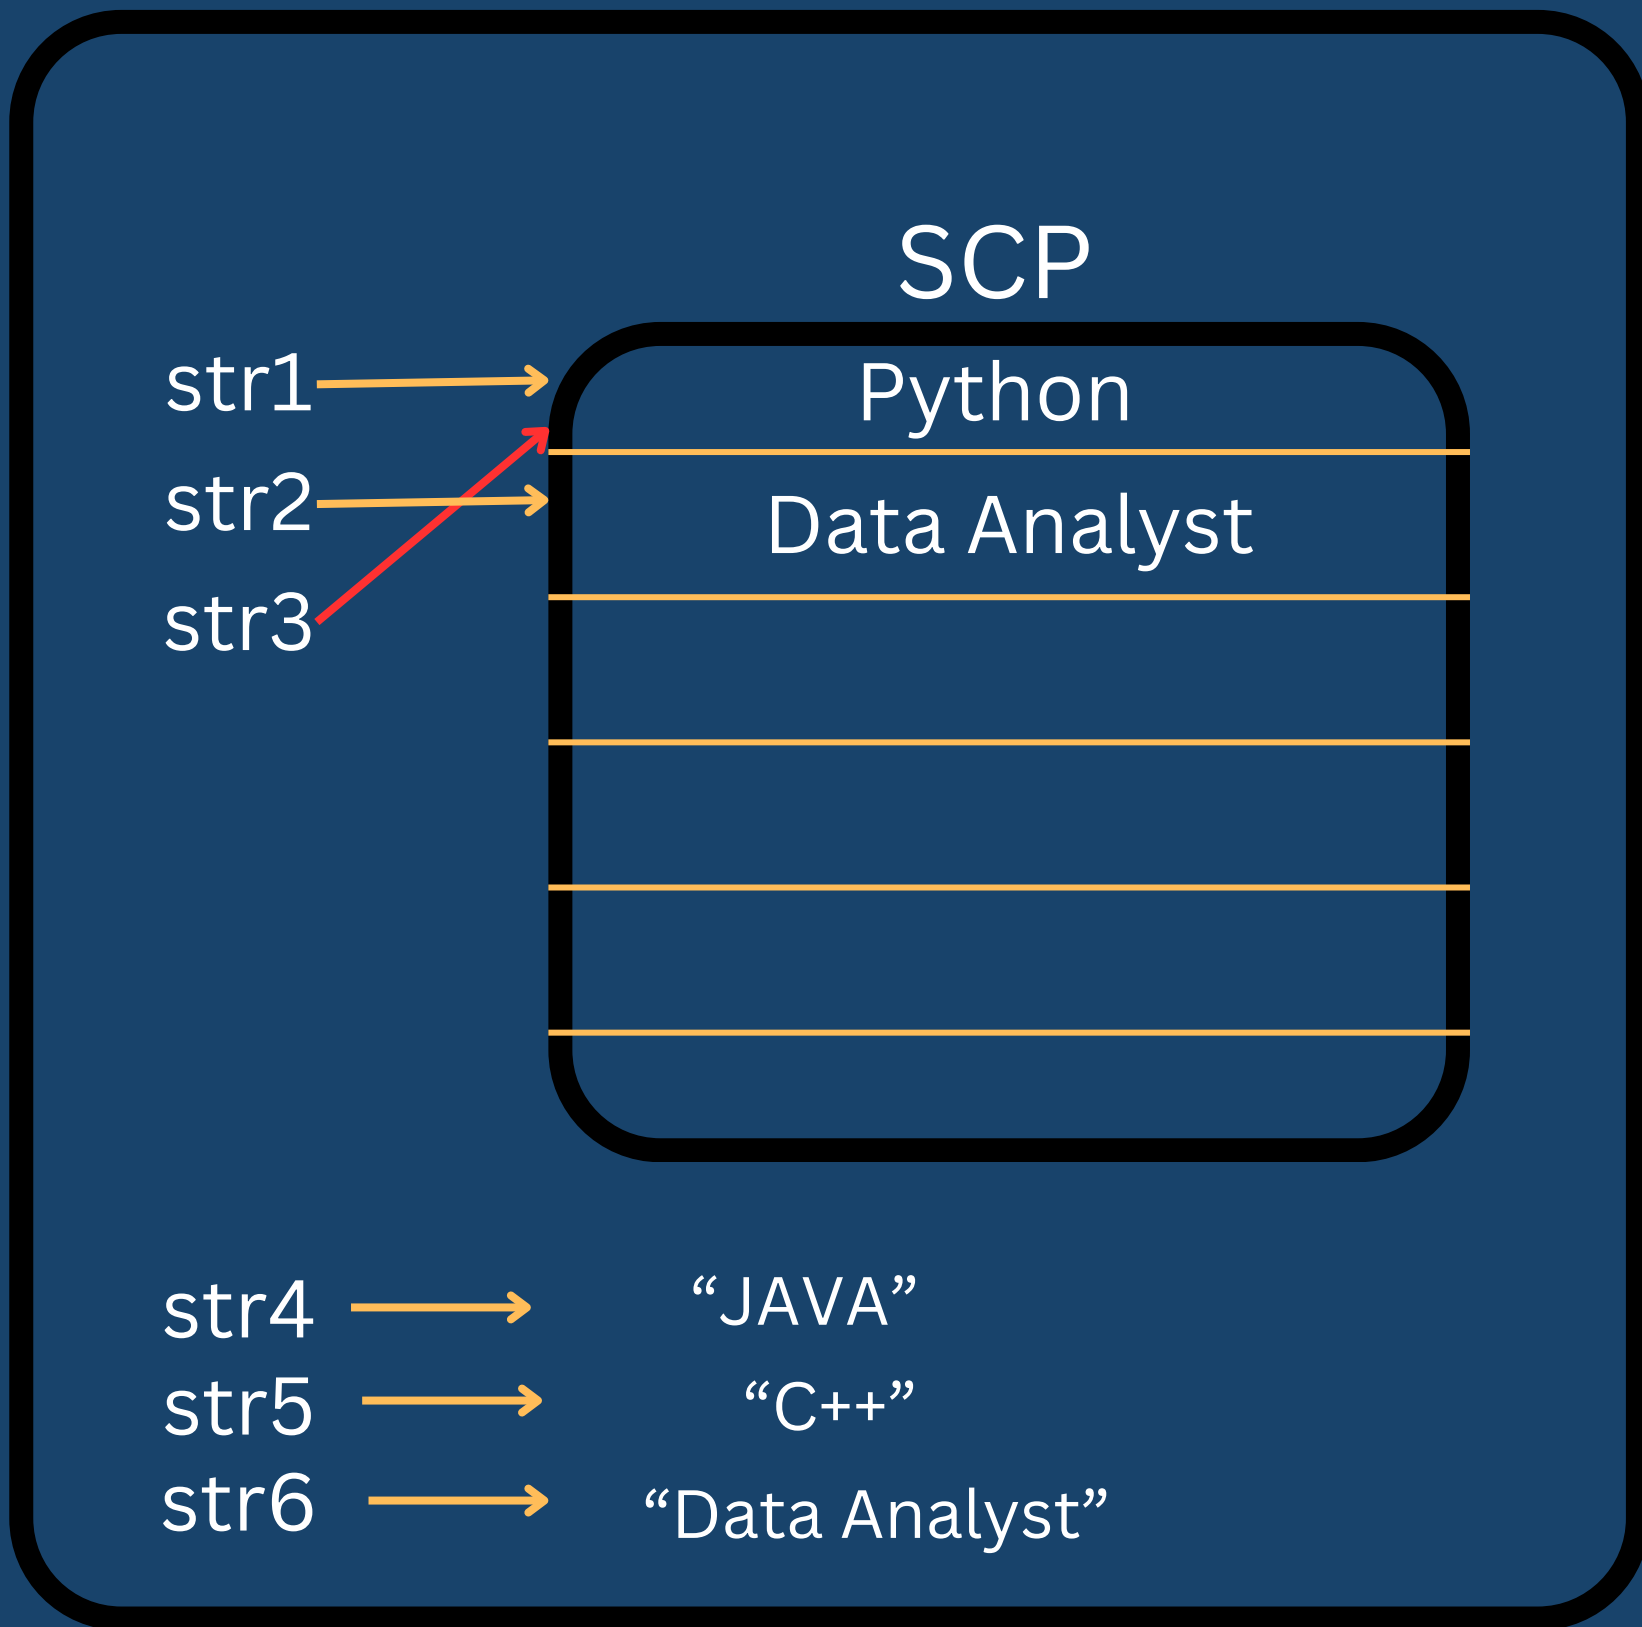 SCP
str1
Python
str2
Data Analyst
str3
str4
“JAVA”
str5
“C++”
str6
“Data Analyst”